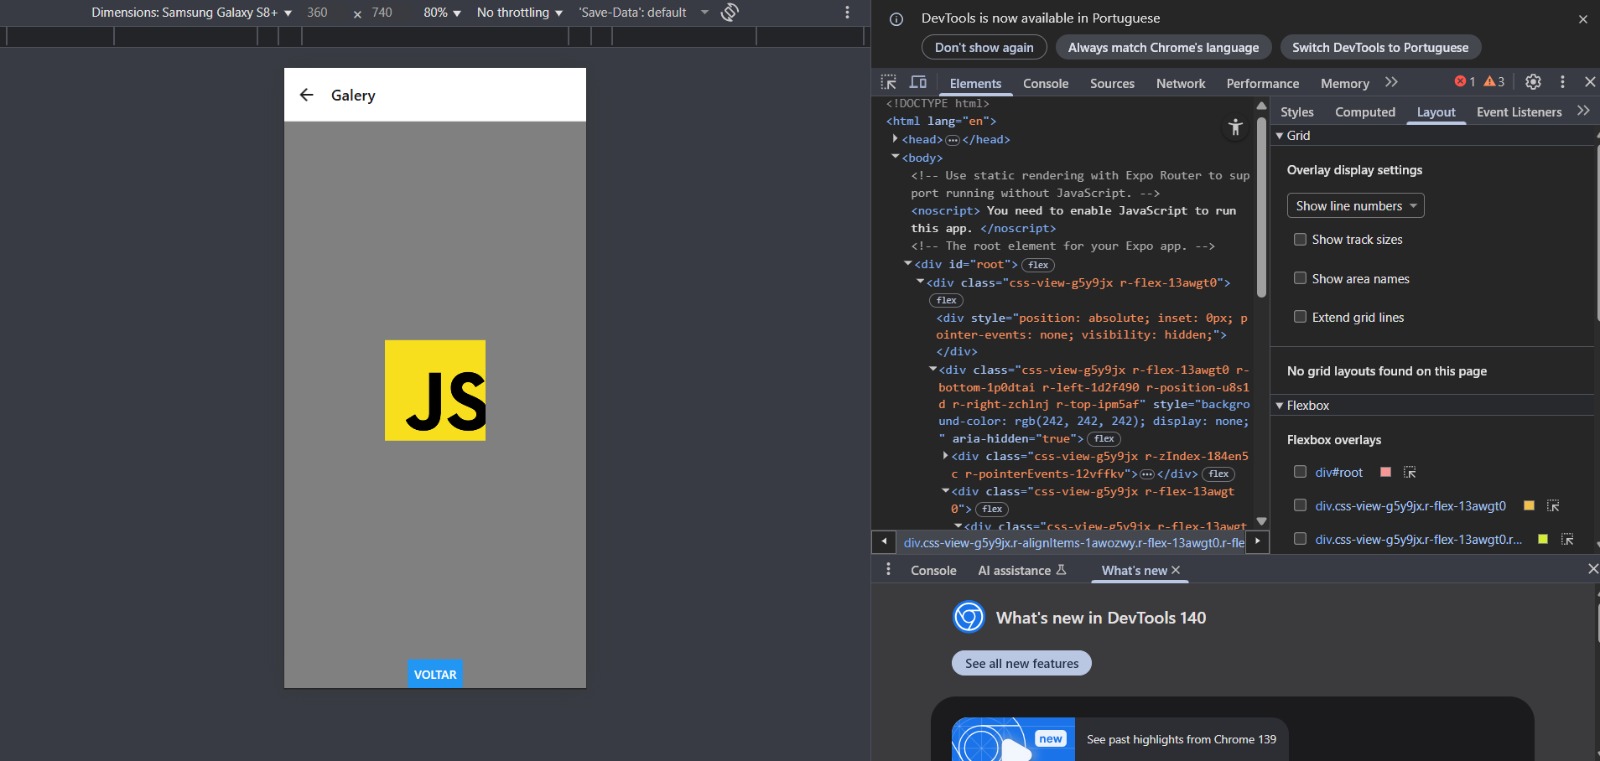 Dimensions: Samsung Galaxy S8+ 360 × 740 80% No throttling 'Save-Data': default
Galery
JS
VOLTAR
DevTools is now available in Portuguese
Don't show again Always match Chrome's language Switch DevTools to Portuguese
Elements Console Sources Network Performance Memory 1 3
<!DOCTYPE html>
<html lang="en">
<head> </head>
<body>
<!-- Use static rendering with Expo Router to sup
port running without JavaScript. -->
<noscript> You need to enable JavaScript to run
this app. </noscript>
<!-- The root element for your Expo app. -->
<div id="root"> flex
<div class="css-view-g5y9jx r-flex-13awgt0">
flex
<div style="position: absolute; inset: 0px; p
ointer-events: none; visibility: hidden;">
</div>
<div class="css-view-g5y9jx r-flex-13awgt0 r-
bottom-1p0dtai r-left-1d2f490 r-position-u8s1
d r-right-zchlnj r-top-ipm5af" style="backgro
und-color: rgb(242, 242, 242); display: none;
" aria-hidden="true"> flex
<div class="css-view-g5y9jx r-zIndex-184en5
c r-pointerEvents-12vffkv"> </div> flex
<div class="css-view-g5y9jx r-flex-13awgt
0"> flex
<div class="css-view-g5y9jx r-flex-13awgt
div.css-view-g5y9jx.r-alignItems-1awozwy.r-flex-13awgt0.r-fle
Styles Computed Layout Event Listeners
Grid
Overlay display settings
Show line numbers
Show track sizes
Show area names
Extend grid lines
No grid layouts found on this page
Flexbox
Flexbox overlays
div#root
div.css-view-g5y9jx.r-flex-13awgt0
div.css-view-g5y9jx.r-flex-13awgt0.r...
Console AI assistance What's new
What's new in DevTools 140
See all new features
new
See past highlights from Chrome 139